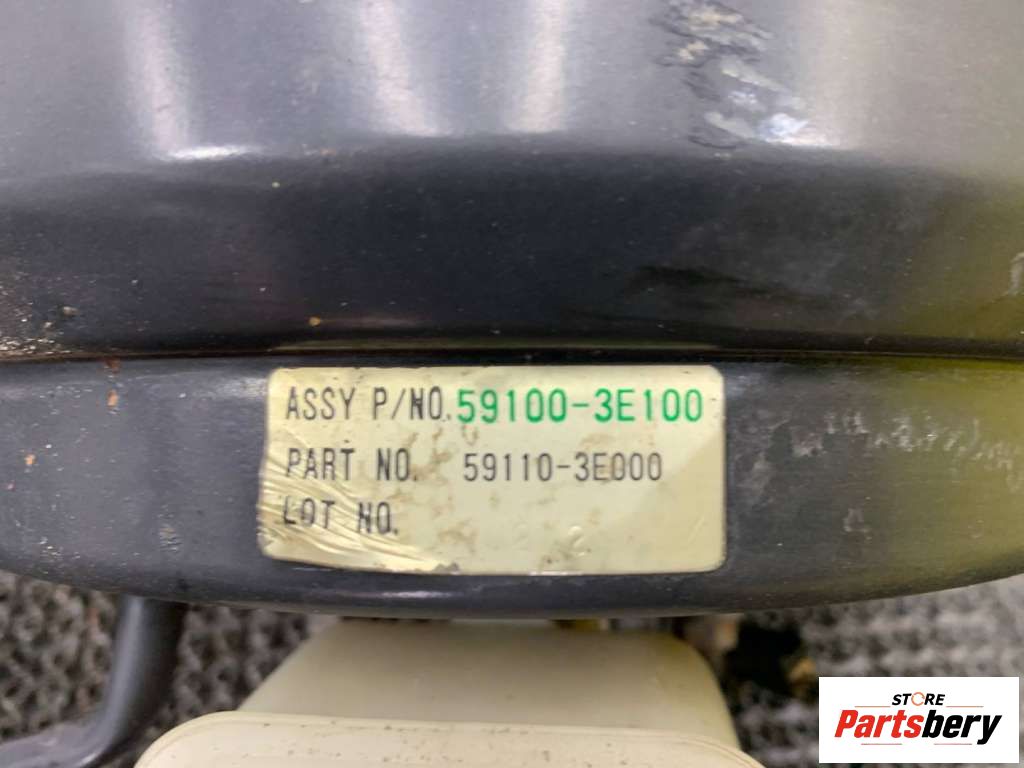 ASSY P/NO. 59100-3E100
PART NO. 59110-3E000
LOT NO.
STORE
Partsbery